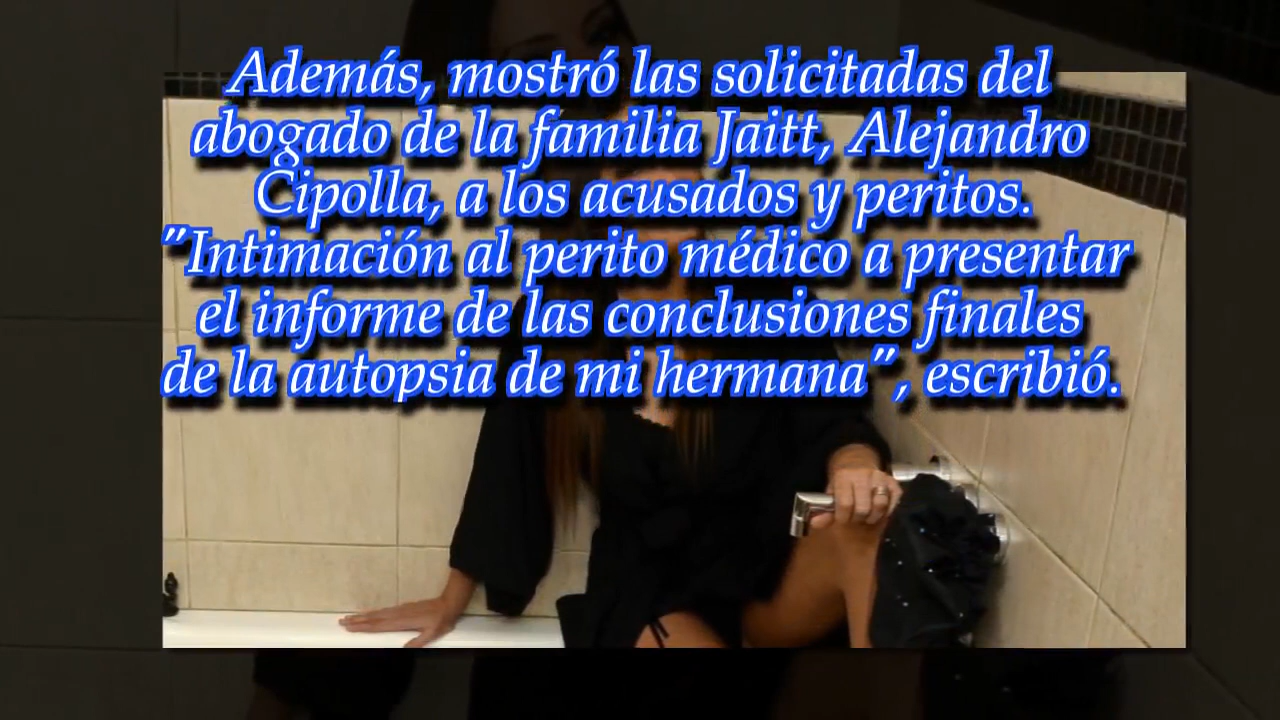 Además, mostró las solicitadas del
abogado de la familia Jaitt, Alejandro
Cipolla, a los acusados y peritos.
"Intimación al perito médico a presentar
el informe de las conclusiones finales
de la autopsia de mi hermana", escribió.